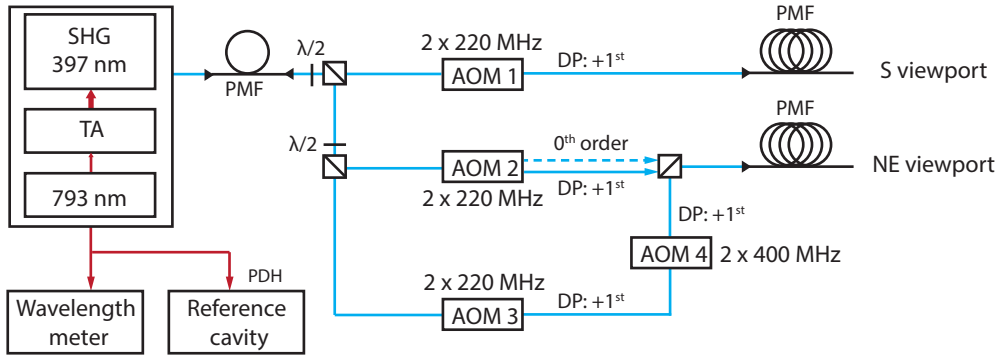 SHG
397 nm
TA
793 nm
PDH
Wavelength
meter
Reference
cavity
PMF
λ/2
λ/2
2 x 220 MHz
AOM 1
DP: +1st
PMF
S viewport
AOM 2
2 x 220 MHz
0th order
DP: +1st
PMF
NE viewport
DP: +1st
AOM 4
2 x 400 MHz
2 x 220 MHz
AOM 3
DP: +1st